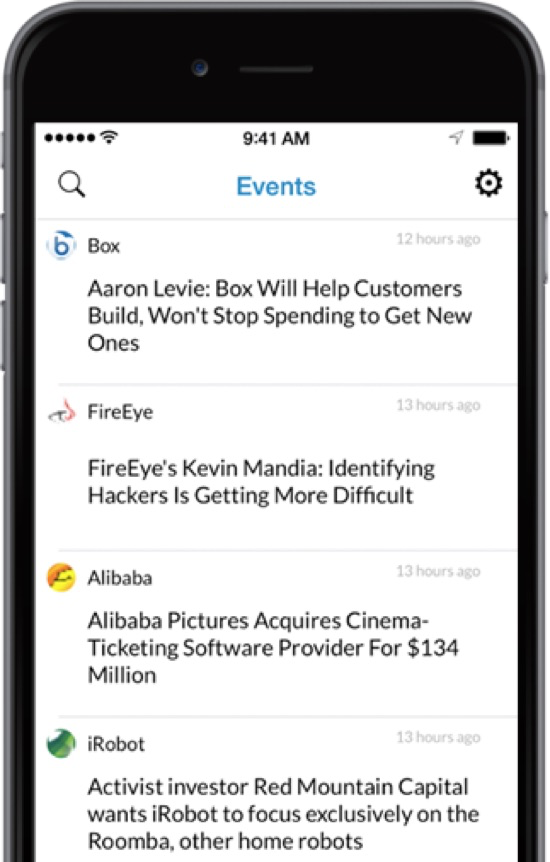 9:41 AM
Events
Box
12 hours ago
Aaron Levie: Box Will Help Customers
Build, Won't Stop Spending to Get New
Ones
FireEye
13 hours ago
FireEye's Kevin Mandia: Identifying
Hackers Is Getting More Difficult
Alibaba
13 hours ago
Alibaba Pictures Acquires Cinema-
Ticketing Software Provider For $134
Million
iRobot
13 hours ago
Activist investor Red Mountain Capital
wants iRobot to focus exclusively on the
Roomba, other home robots